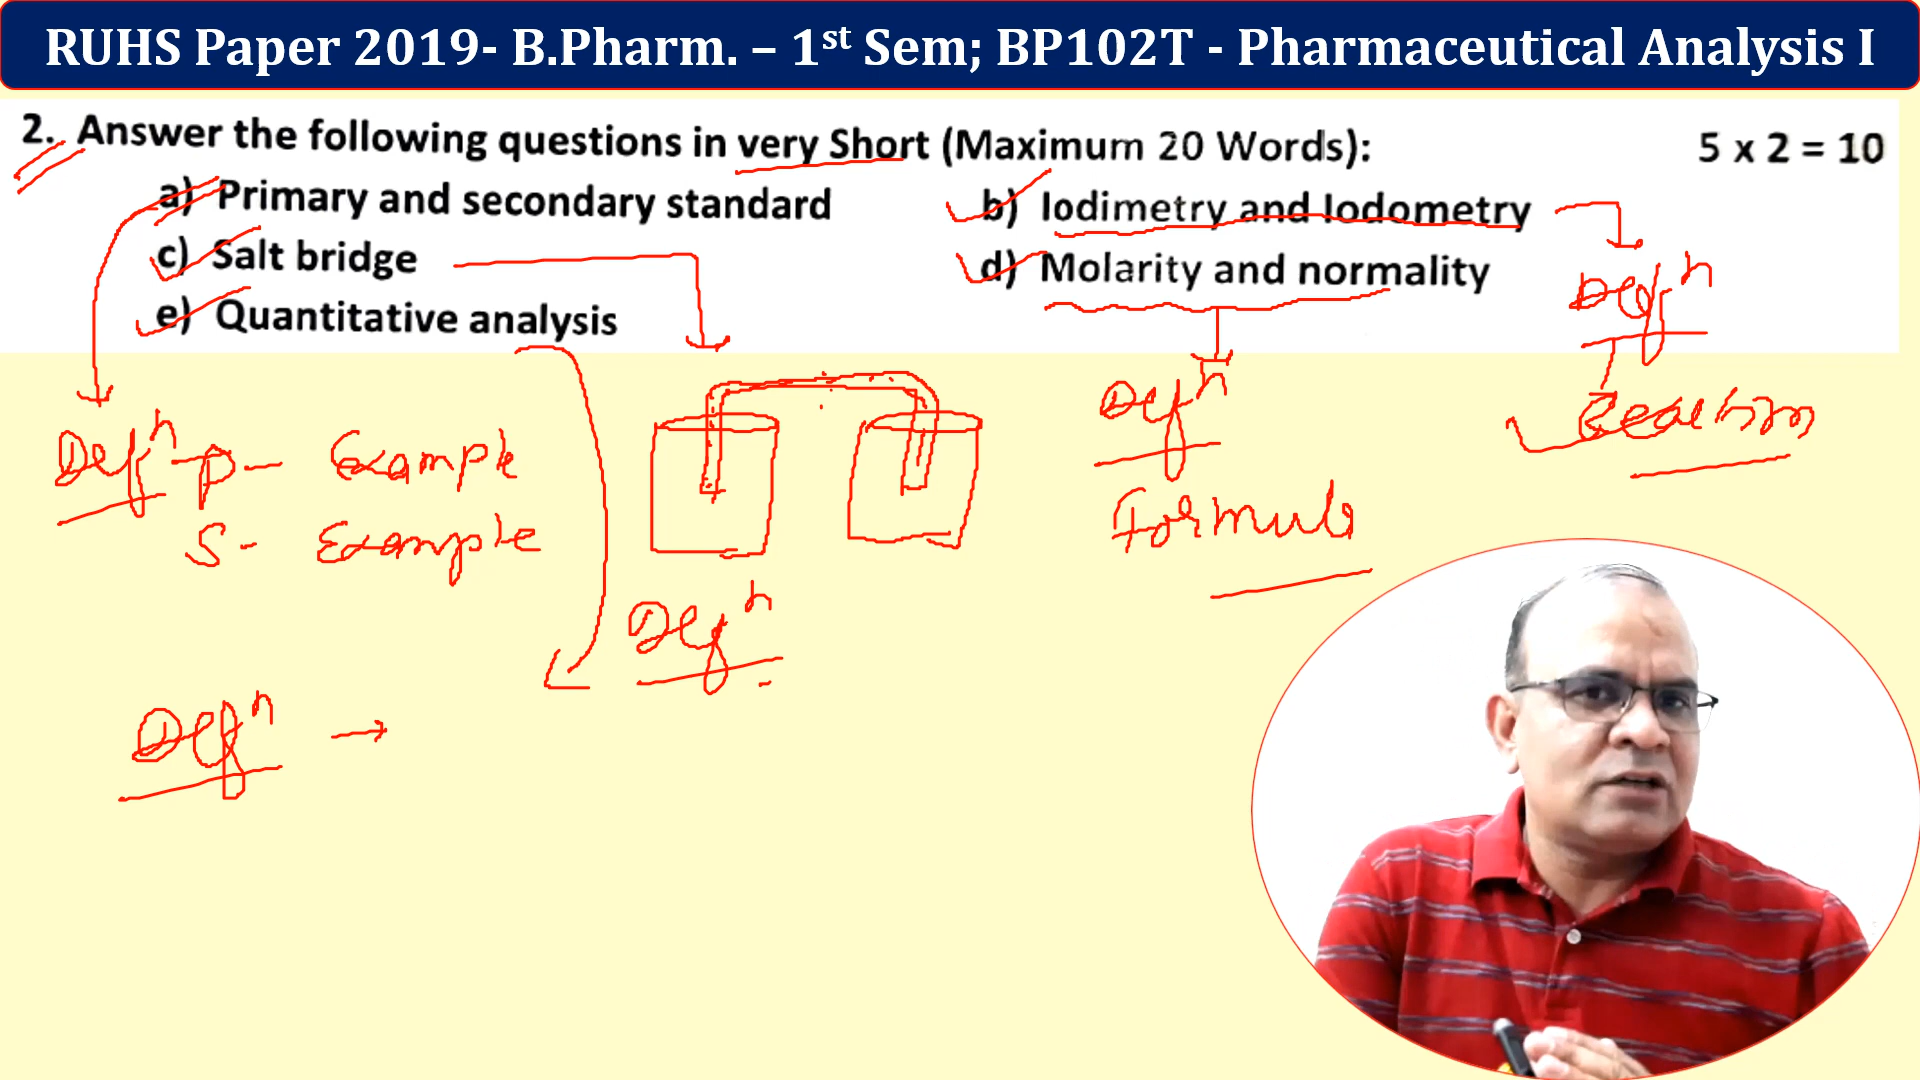 RUHS Paper 2019- B.Pharm. – 1st Sem; BP102T - Pharmaceutical Analysis I
2. Answer the following questions in very Short (Maximum 20 Words): 5 x 2 = 10
a) Primary and secondary standard b) Iodimetry and Iodometry
c) Salt bridge d) Molarity and normality
e) Quantitative analysis
Defn
Reaction
Defn P- Example
S- Example
Defn
Formula
Defn
Defn →